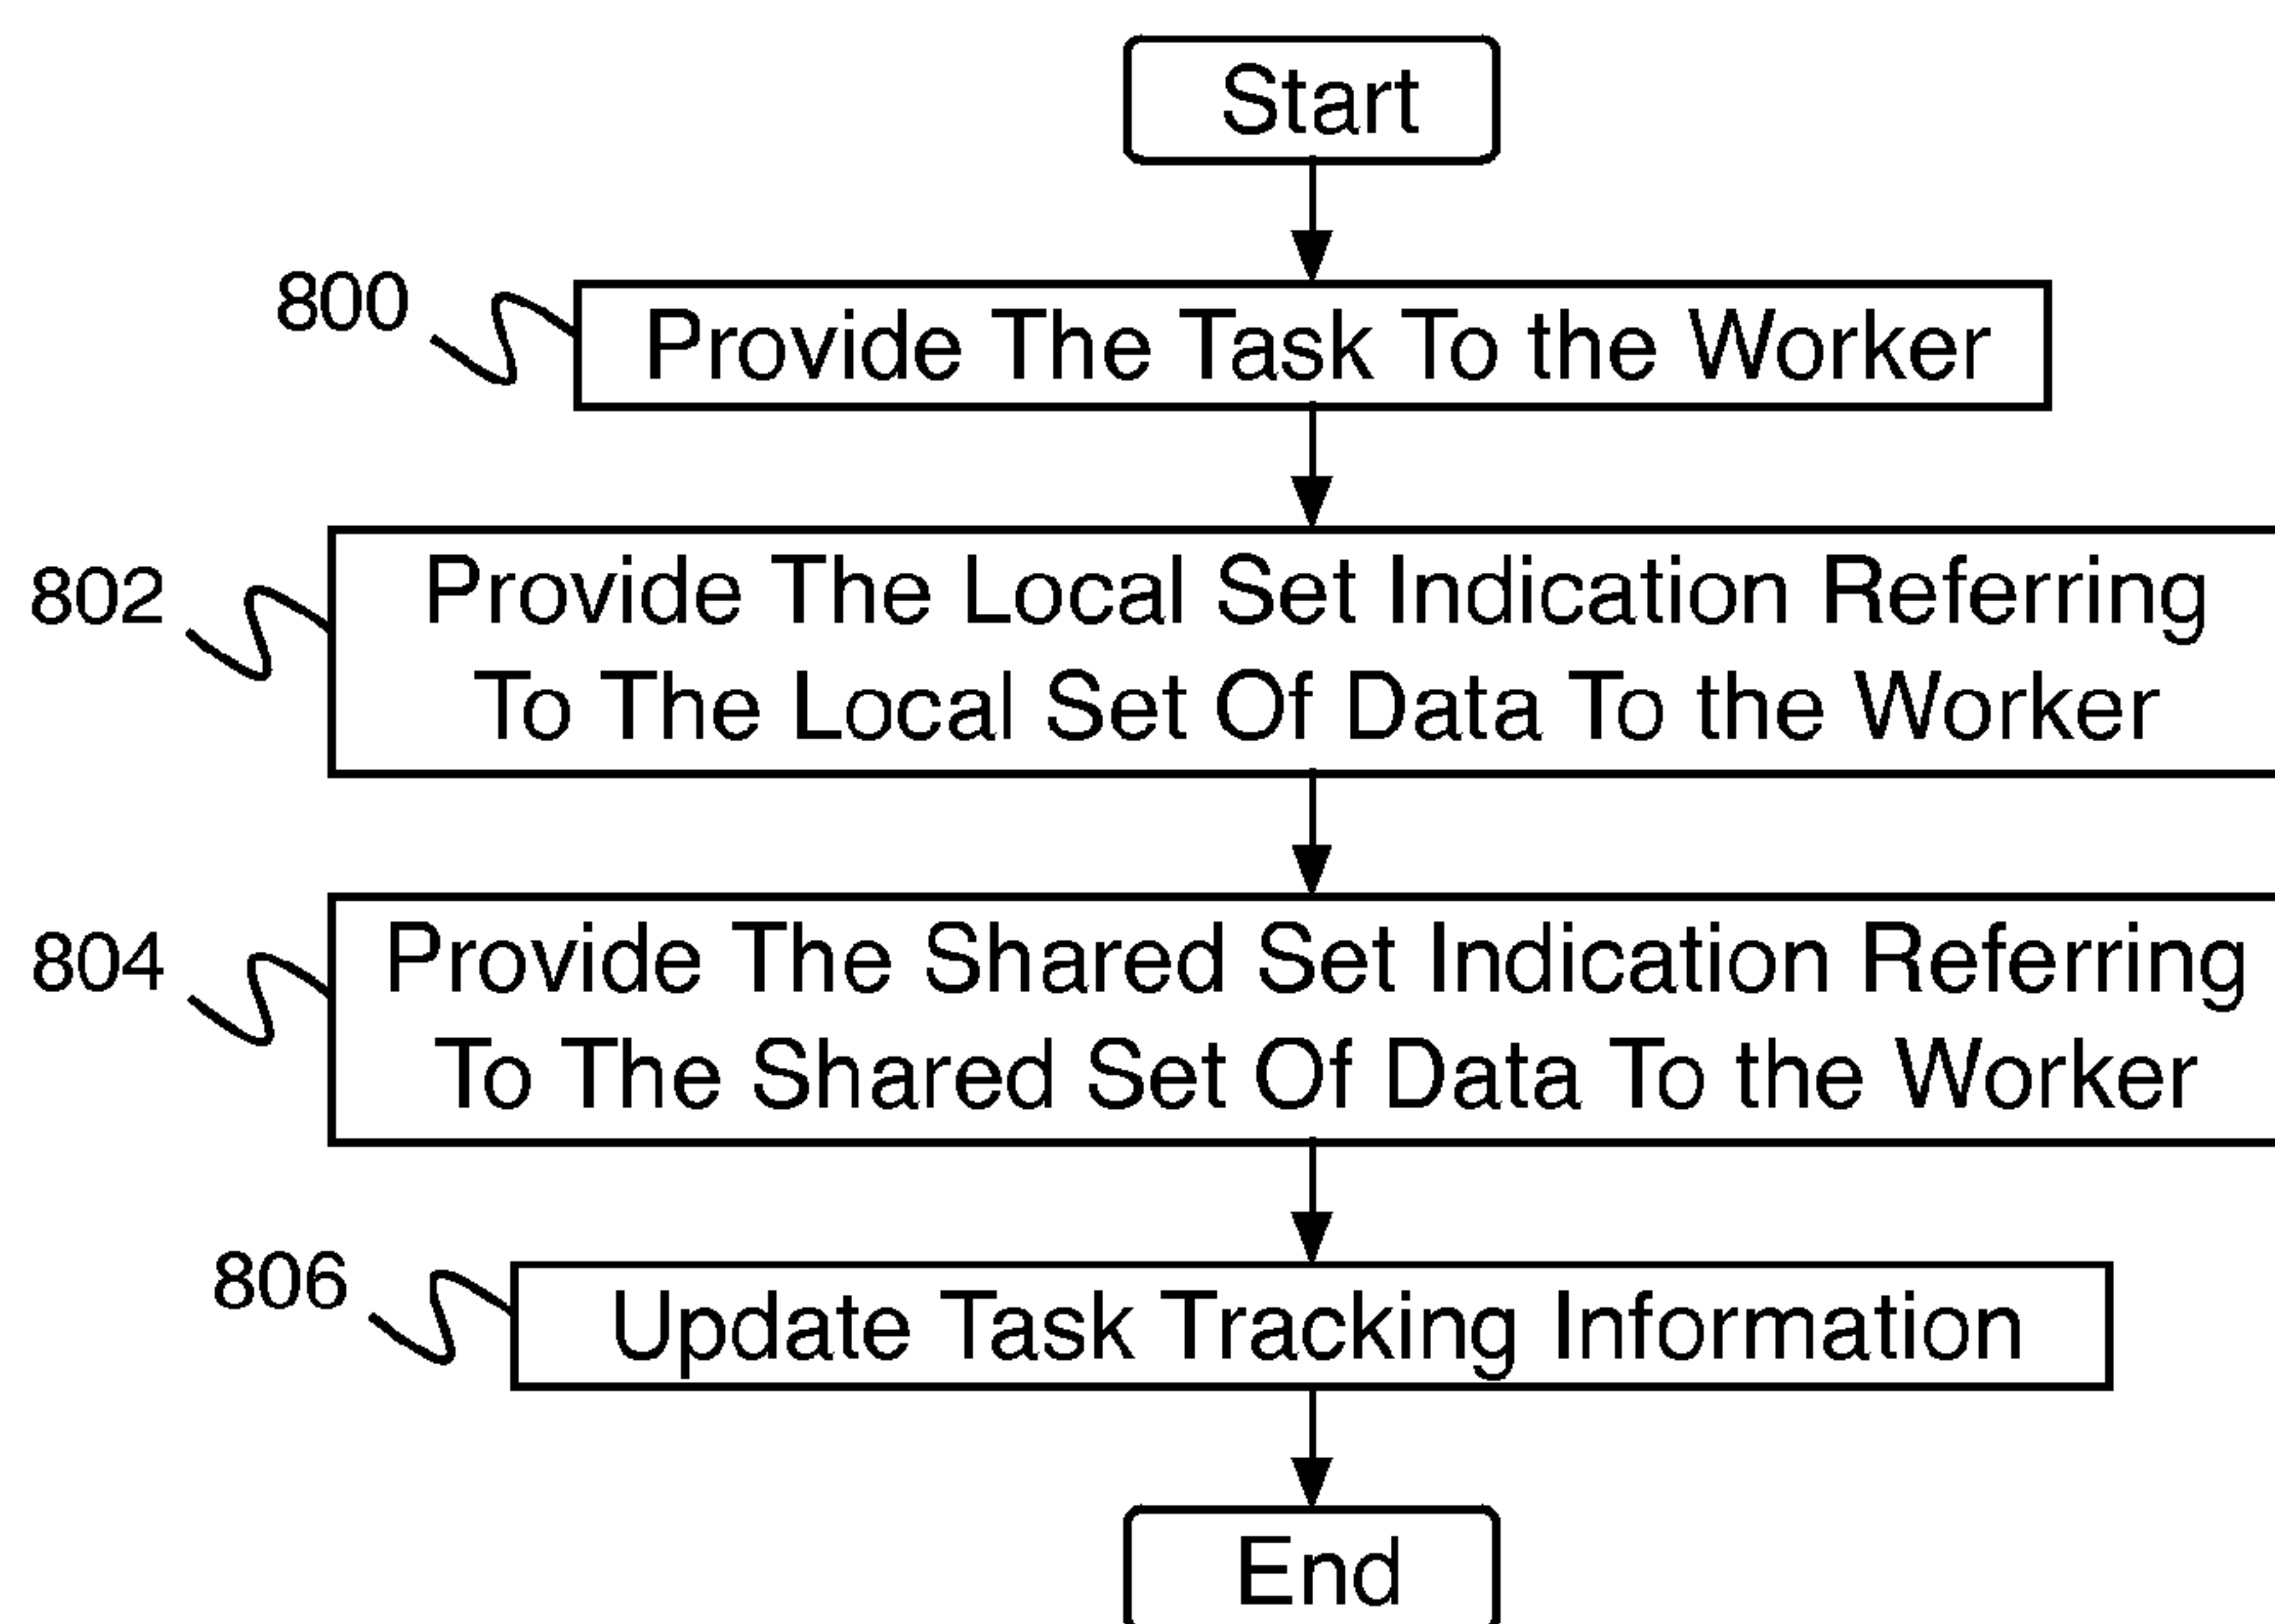 Start
800
Provide The Task To the Worker
802
Provide The Local Set Indication Referring
To The Local Set Of Data To the Worker
804
Provide The Shared Set Indication Referring
To The Shared Set Of Data To the Worker
806
Update Task Tracking Information
End